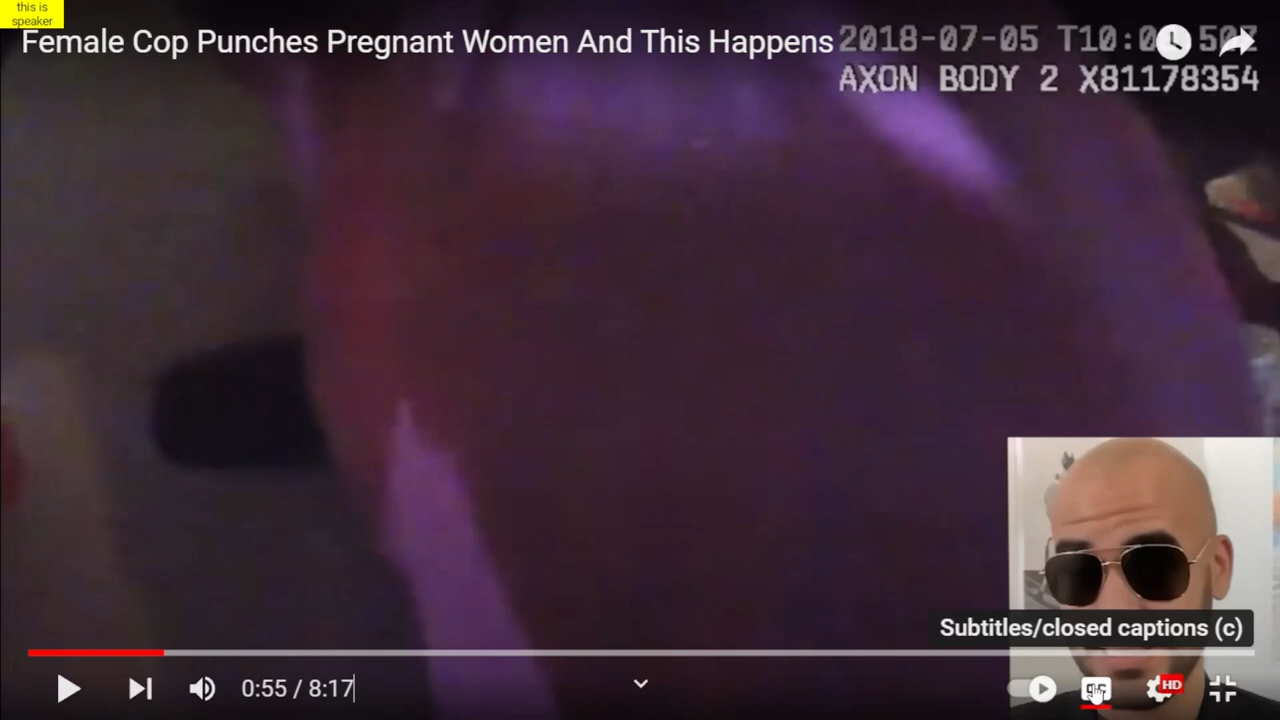 this is
speaker
Female Cop Punches Pregnant Women And This Happens
AXON BODY 2 X81178354
Subtitles/closed captions (c)
0:55 / 8:17
HD